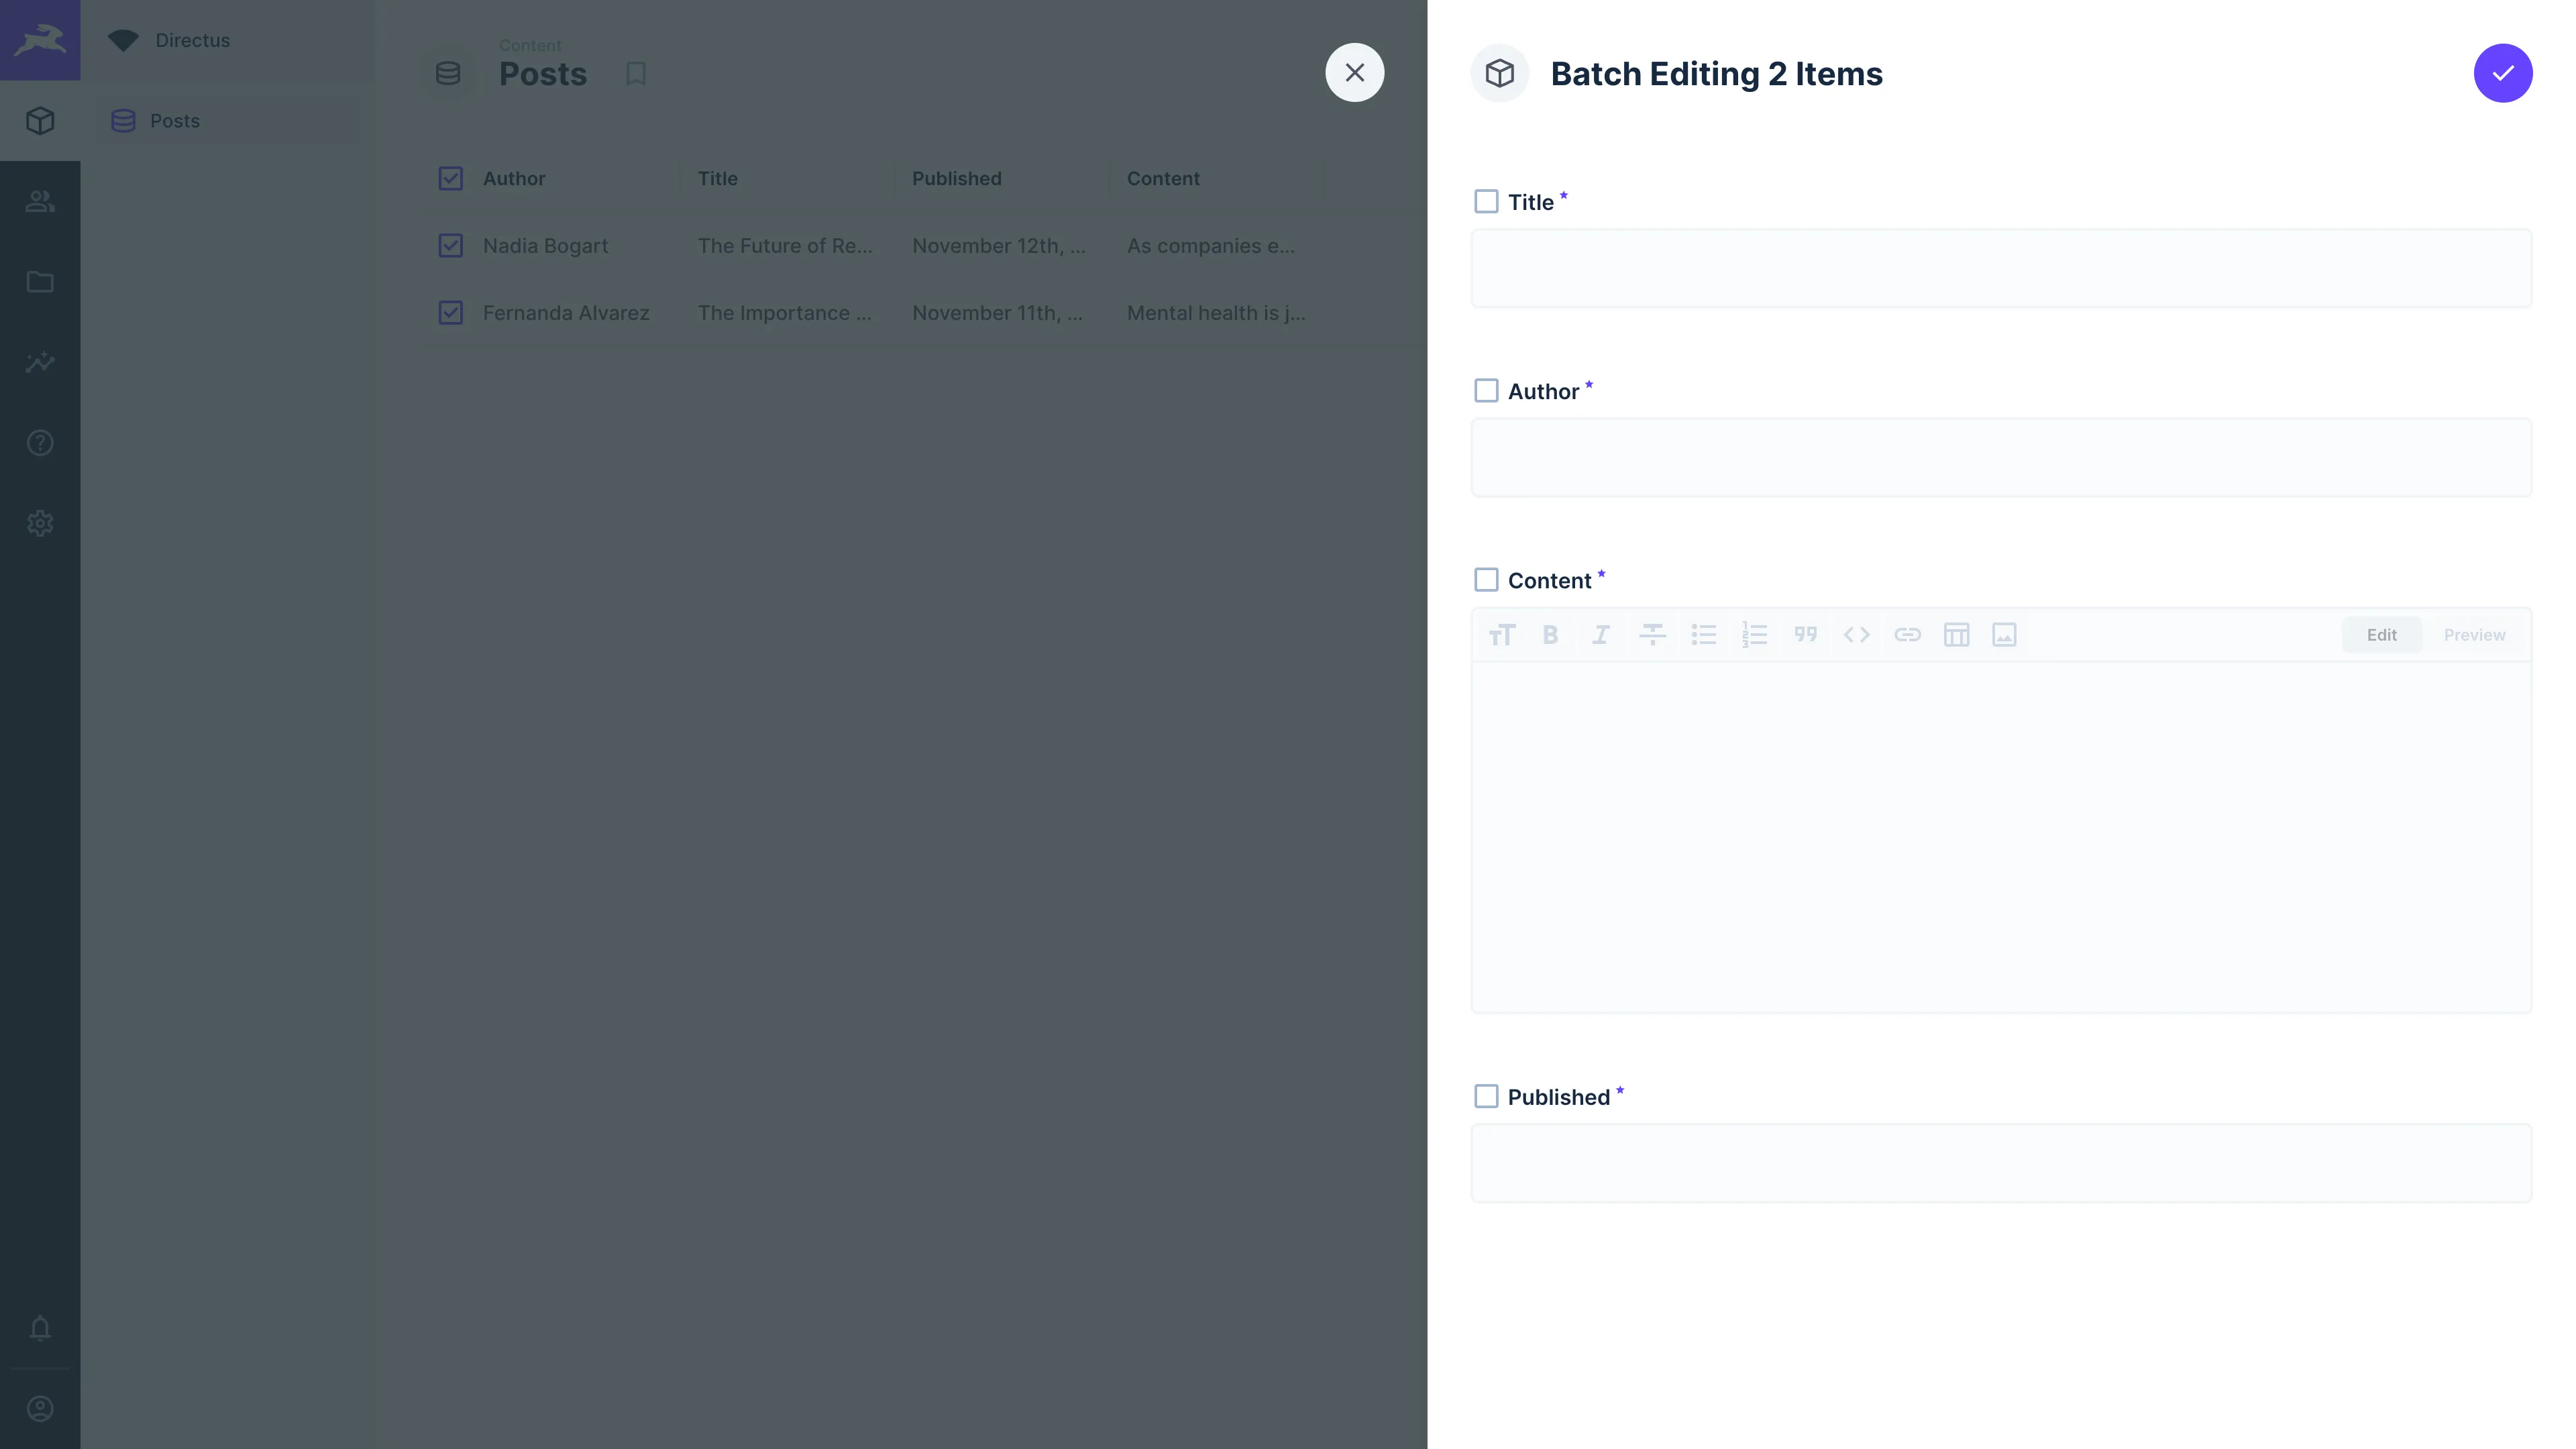 Directus
Posts
Content
Posts
Author Title Published Content
Nadia Bogart The Future of Re... November 12th, ... As companies e...
Fernanda Alvarez The Importance ... November 11th, ... Mental health is j...
Batch Editing 2 Items
Title *
Author *
Content *
Edit Preview
Published *